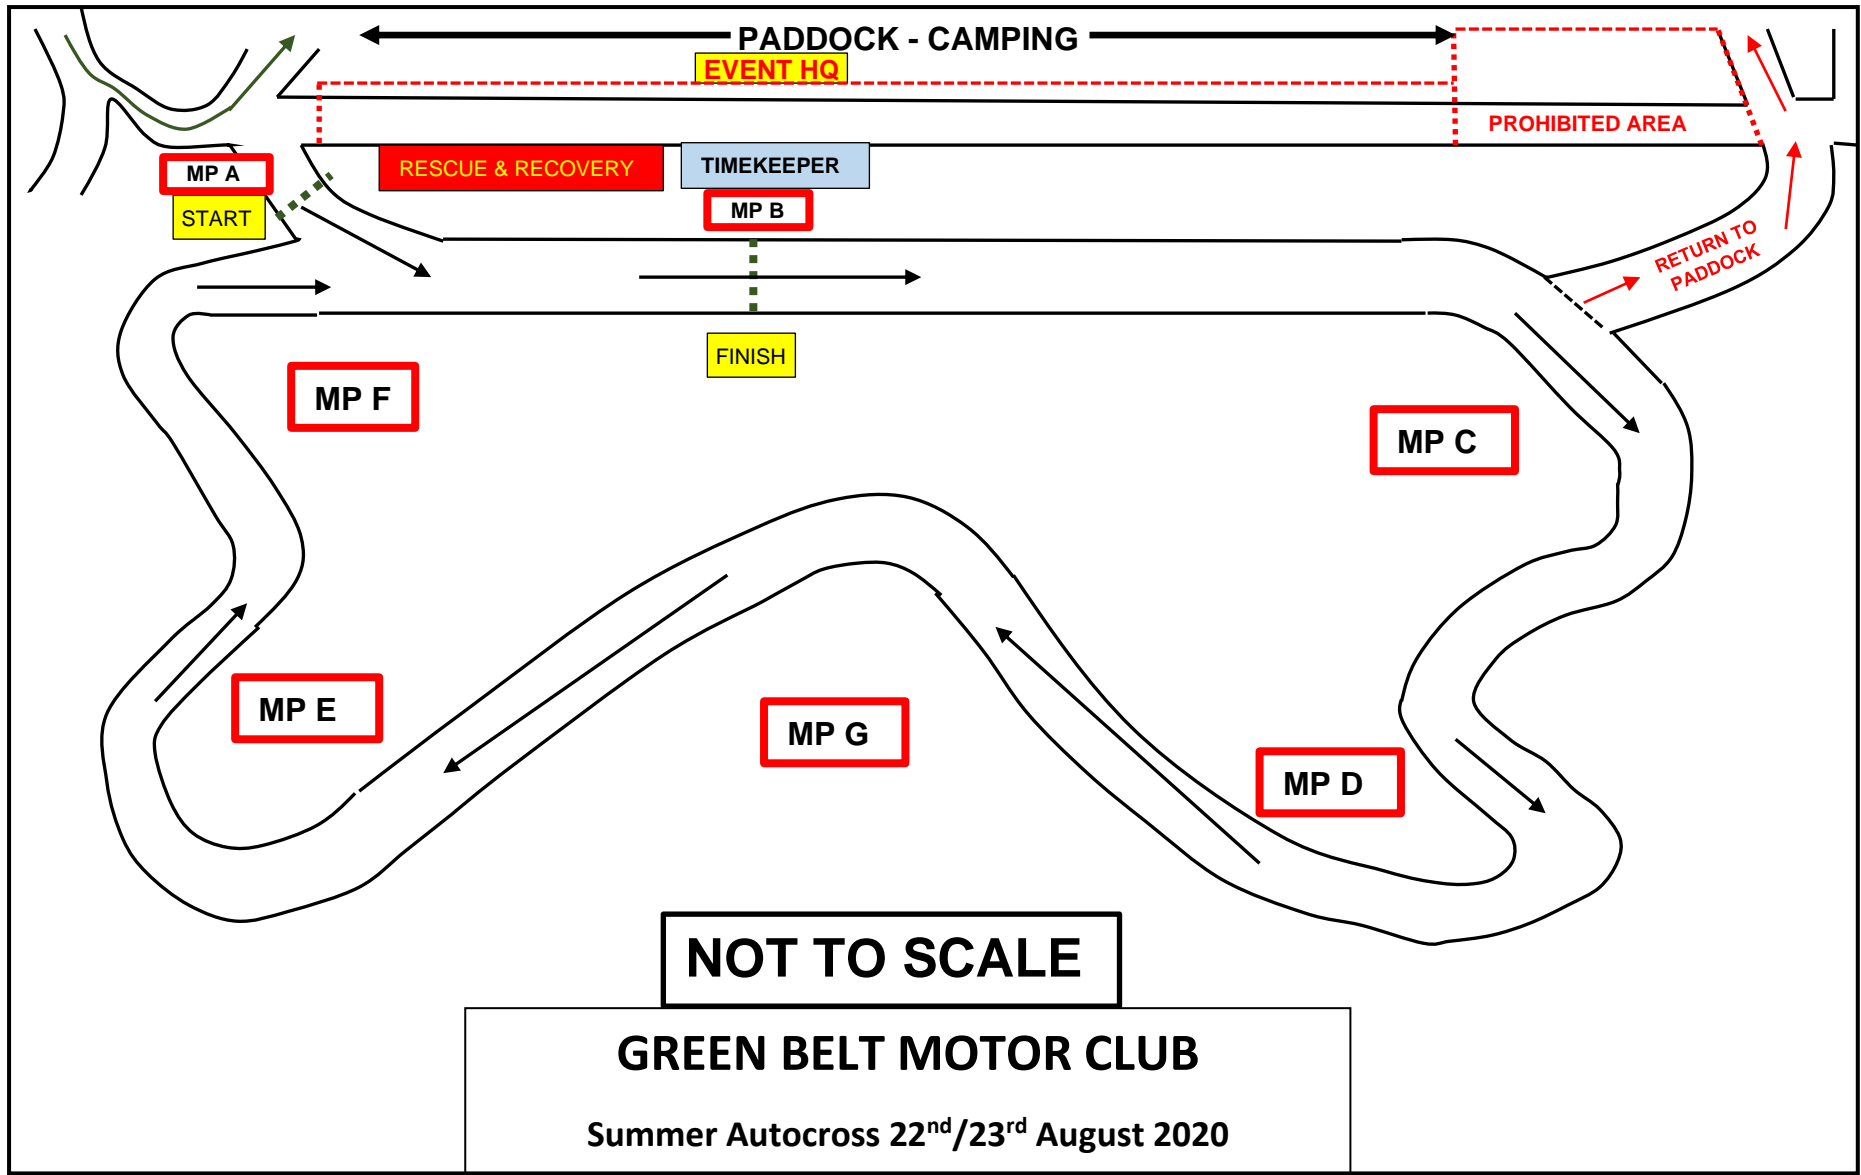 PADDOCK - CAMPING
EVENT HQ
PROHIBITED AREA
MP A
RESCUE & RECOVERY
TIMEKEEPER
START
MP B
RETURN TO
PADDOCK
FINISH
MP F
MP C
MP E
MP G
MP D
NOT TO SCALE
GREEN BELT MOTOR CLUB
Summer Autocross 22nd/23rd August 2020